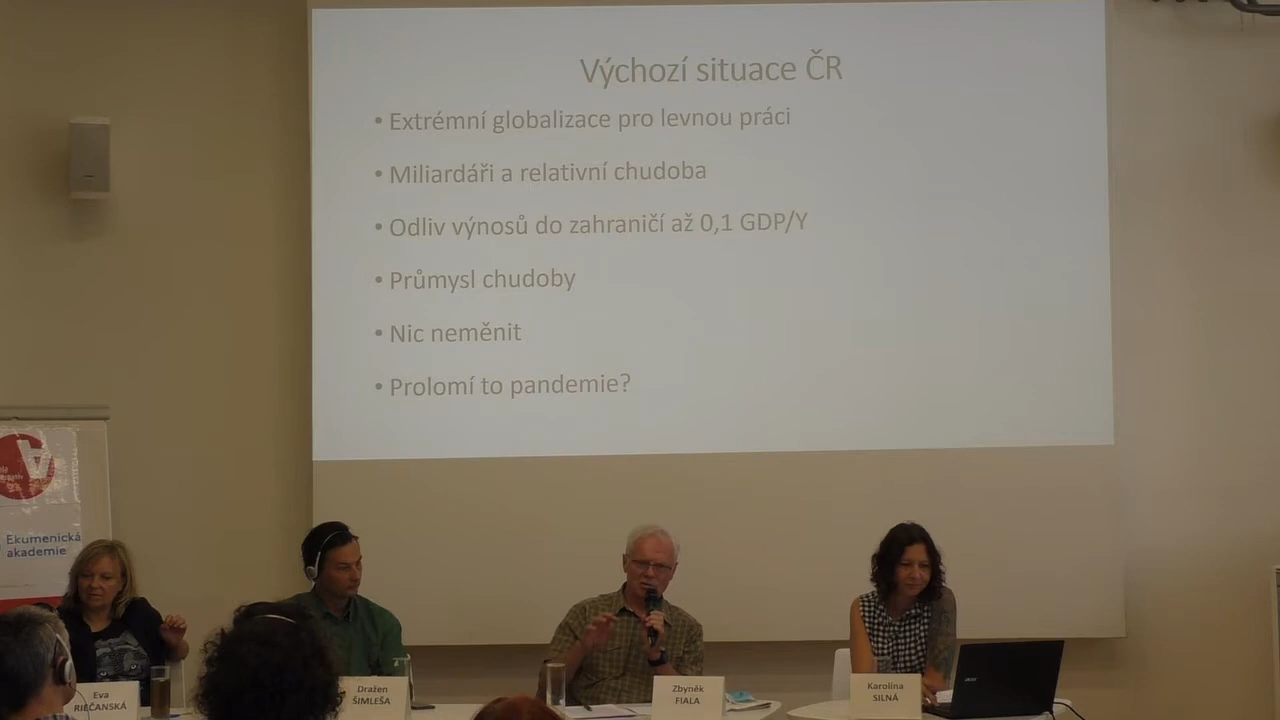 Výchozí situace ČR
• Extrémní globalizace pro levnou práci
• Miliardáři a relativní chudoba
• Odliv výnosů do zahraničí až 0,1 GDP/Y
• Průmysl chudoby
• Nic neměnit
• Prolomí to pandemie?
Ekumenická
akademie
Eva
RIEČANSKÁ
Dražen
ŠIMLEŠA
Zbyněk
FIALA
Karolína
SILNÁ
acer